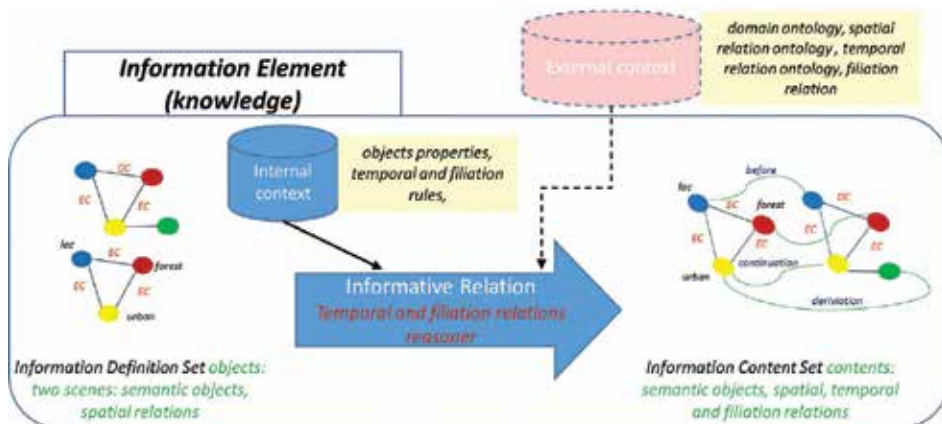 External context
domain ontology, spatial
relation ontology , temporal
relation ontology, filiation
relation
Information Element
(knowledge)
Internal
context
objects properties,
temporal and filiation
rules,
DC
EC
EC
lac
EC
EC
EC
forest
urban
Informative Relation
Temporal and filiation relations
reasoner
before
lac
EC
forest
EC
EC
urban
continuation
DC
EC
EC
deriviation
Information Definition Set objects:
two scenes: semantic objects,
spatial relations
Information Content Set contents:
semantic objects, spatial, temporal
and filiation relations